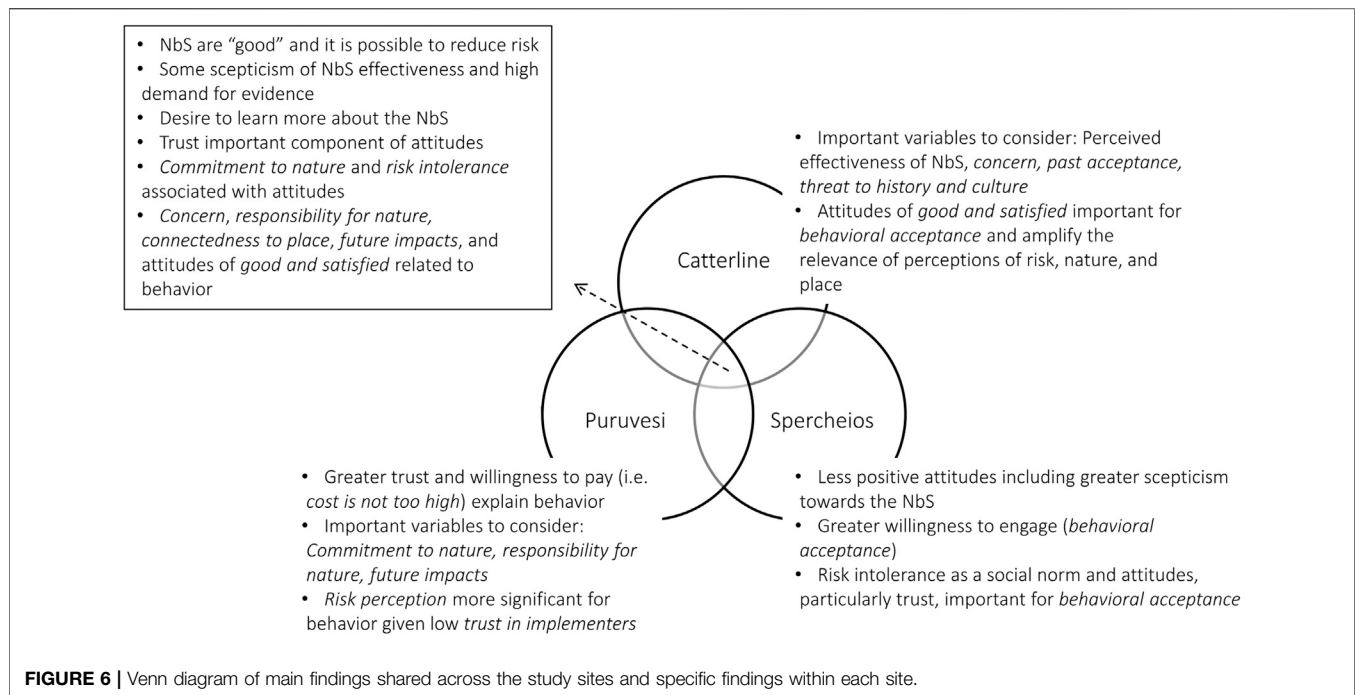 • NbS are “good” and it is possible to reduce risk
• Some scepticism of NbS effectiveness and high
demand for evidence
• Desire to learn more about the NbS
• Trust important component of attitudes
• Commitment to nature and risk intolerance
associated with attitudes
• Concern, responsibility for nature,
connectedness to place, future impacts, and
attitudes of good and satisfied related to
behavior
• Important variables to consider: Perceived
effectiveness of NbS, concern, past acceptance,
threat to history and culture
• Attitudes of good and satisfied important for
behavioral acceptance and amplify the
relevance of perceptions of risk, nature, and
place
Catterline
Puruvesi
Spercheios
• Greater trust and willingness to pay (i.e.
cost is not too high) explain behavior
• Important variables to consider:
Commitment to nature, responsibility for
nature, future impacts
• Risk perception more significant for
behavior given low trust in implementers
• Less positive attitudes including greater scepticism
towards the NbS
• Greater willingness to engage (behavioral
acceptance)
• Risk intolerance as a social norm and attitudes,
particularly trust, important for behavioral acceptance
FIGURE 6 | Venn diagram of main findings shared across the study sites and specific findings within each site.